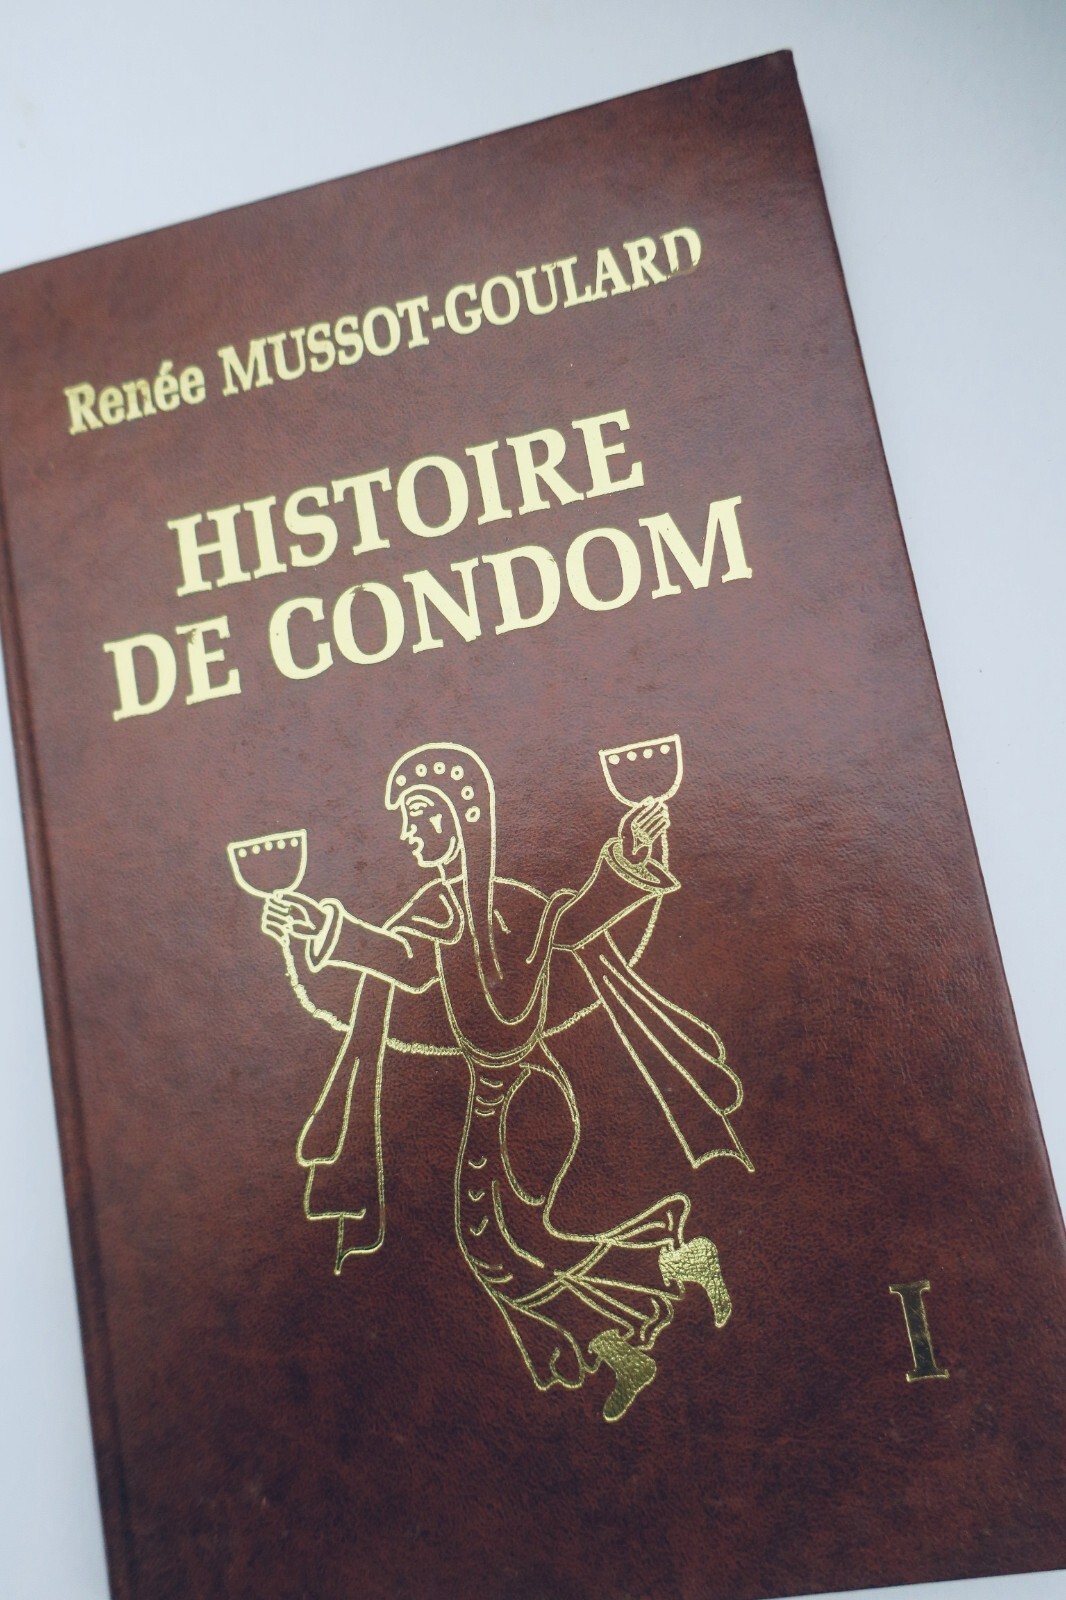 Renée MUSSOT-GOULARD
HISTOIRE
DE CONDOM
I